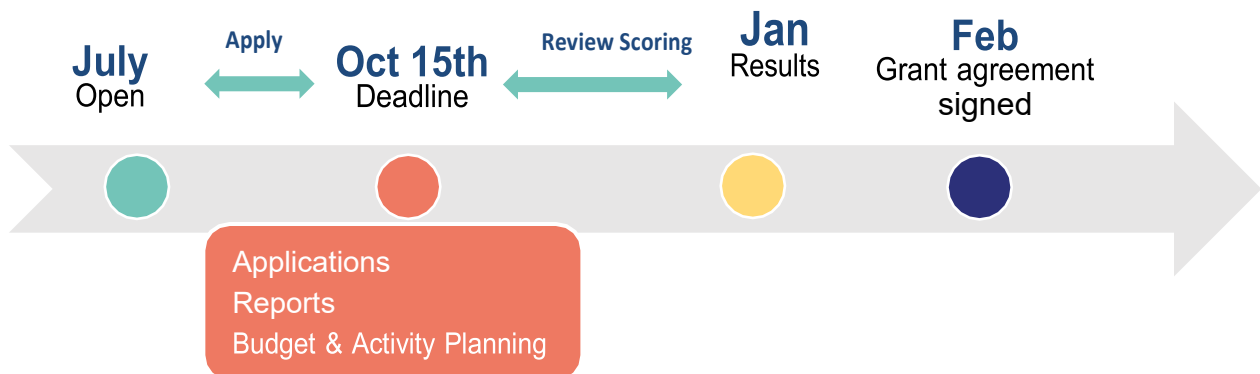 July
Open
Apply
Oct 15th
Deadline
Review Scoring
Jan
Results
Feb
Grant agreement
signed
Applications
Reports
Budget & Activity Planning